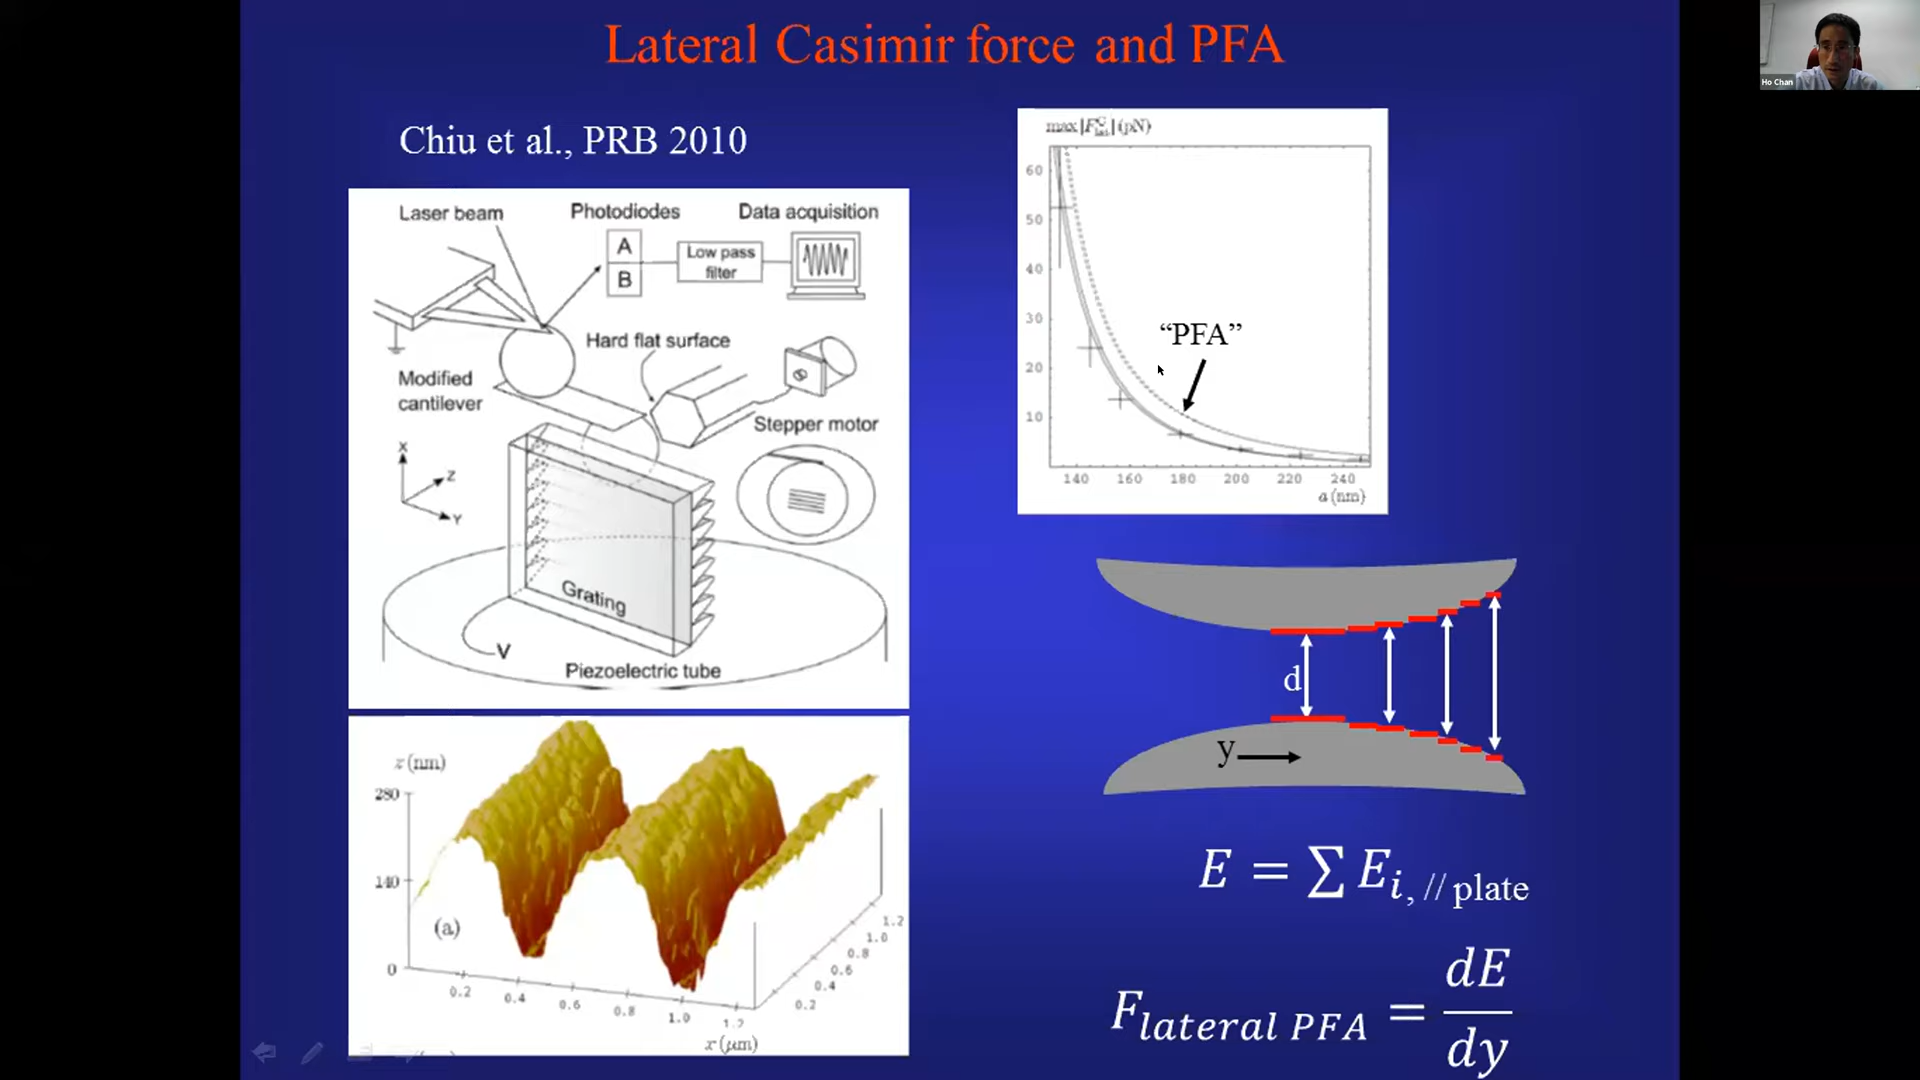 Lateral Casimir force and PFA
Ho Chan
Chiu et al., PRB 2010
Laser beam
Photodiodes
Data acquisition
A
B
Low pass
filter
Hard flat surface
Modified
cantilever
Stepper motor
X
Z
Y
Grating
V
Piezoelectric tube
z (nm)
280
140
0
(a)
0.2
0.4
0.6
0.8
1.0
1.2
0.2
0.4
0.6
0.8
1.0
1.2
x (μm)
max|F^C_lat| (pN)
60
50
40
30
20
10
"PFA"
140 160 180 200 220 240
a (nm)
d
y
E = ∑ E_i, // plate
F_lateral PFA = dE/dy